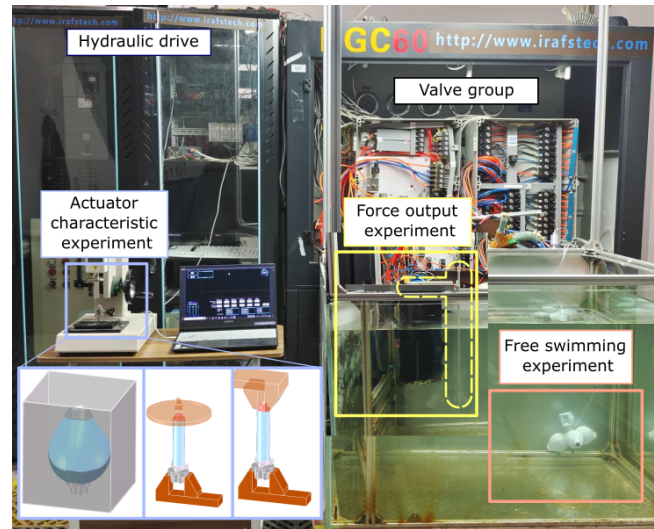 http://www.irafstech.com
Hydraulic drive
GC60 http://www.irafstech.com
Valve group
Actuator
characteristic
experiment
Force output
experiment
Free swimming
experiment